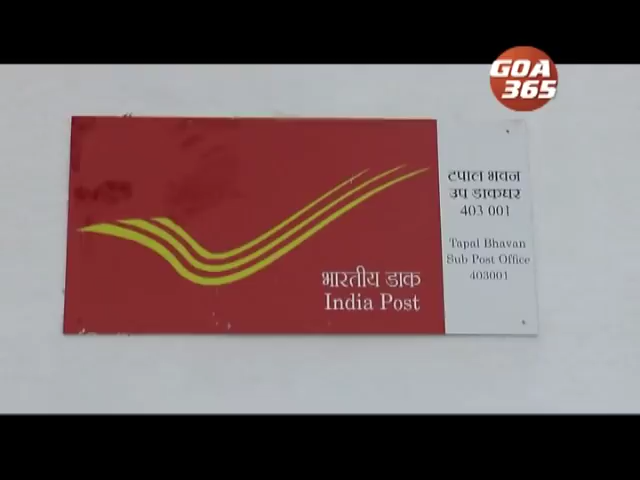 GOA
365
टपाल भवन
उप डाकघर
403 001
Tapal Bhavan
Sub Post Office
403001
भारतीय डाक
India Post